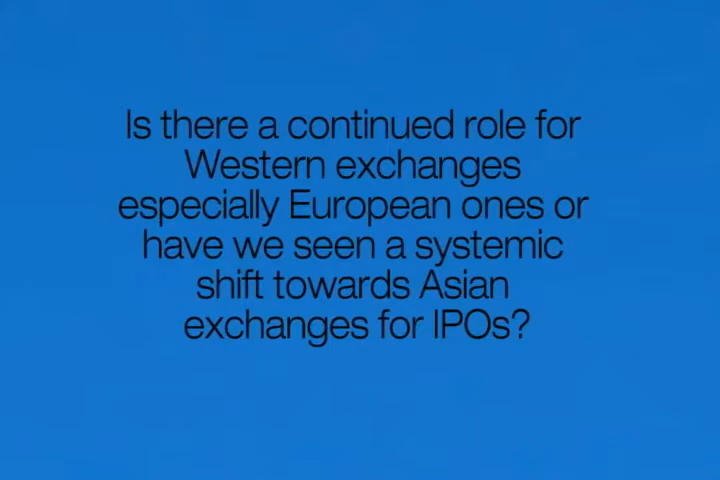 Is there a continued role for
Western exchanges
especially European ones or
have we seen a systemic
shift towards Asian
exchanges for IPOs?